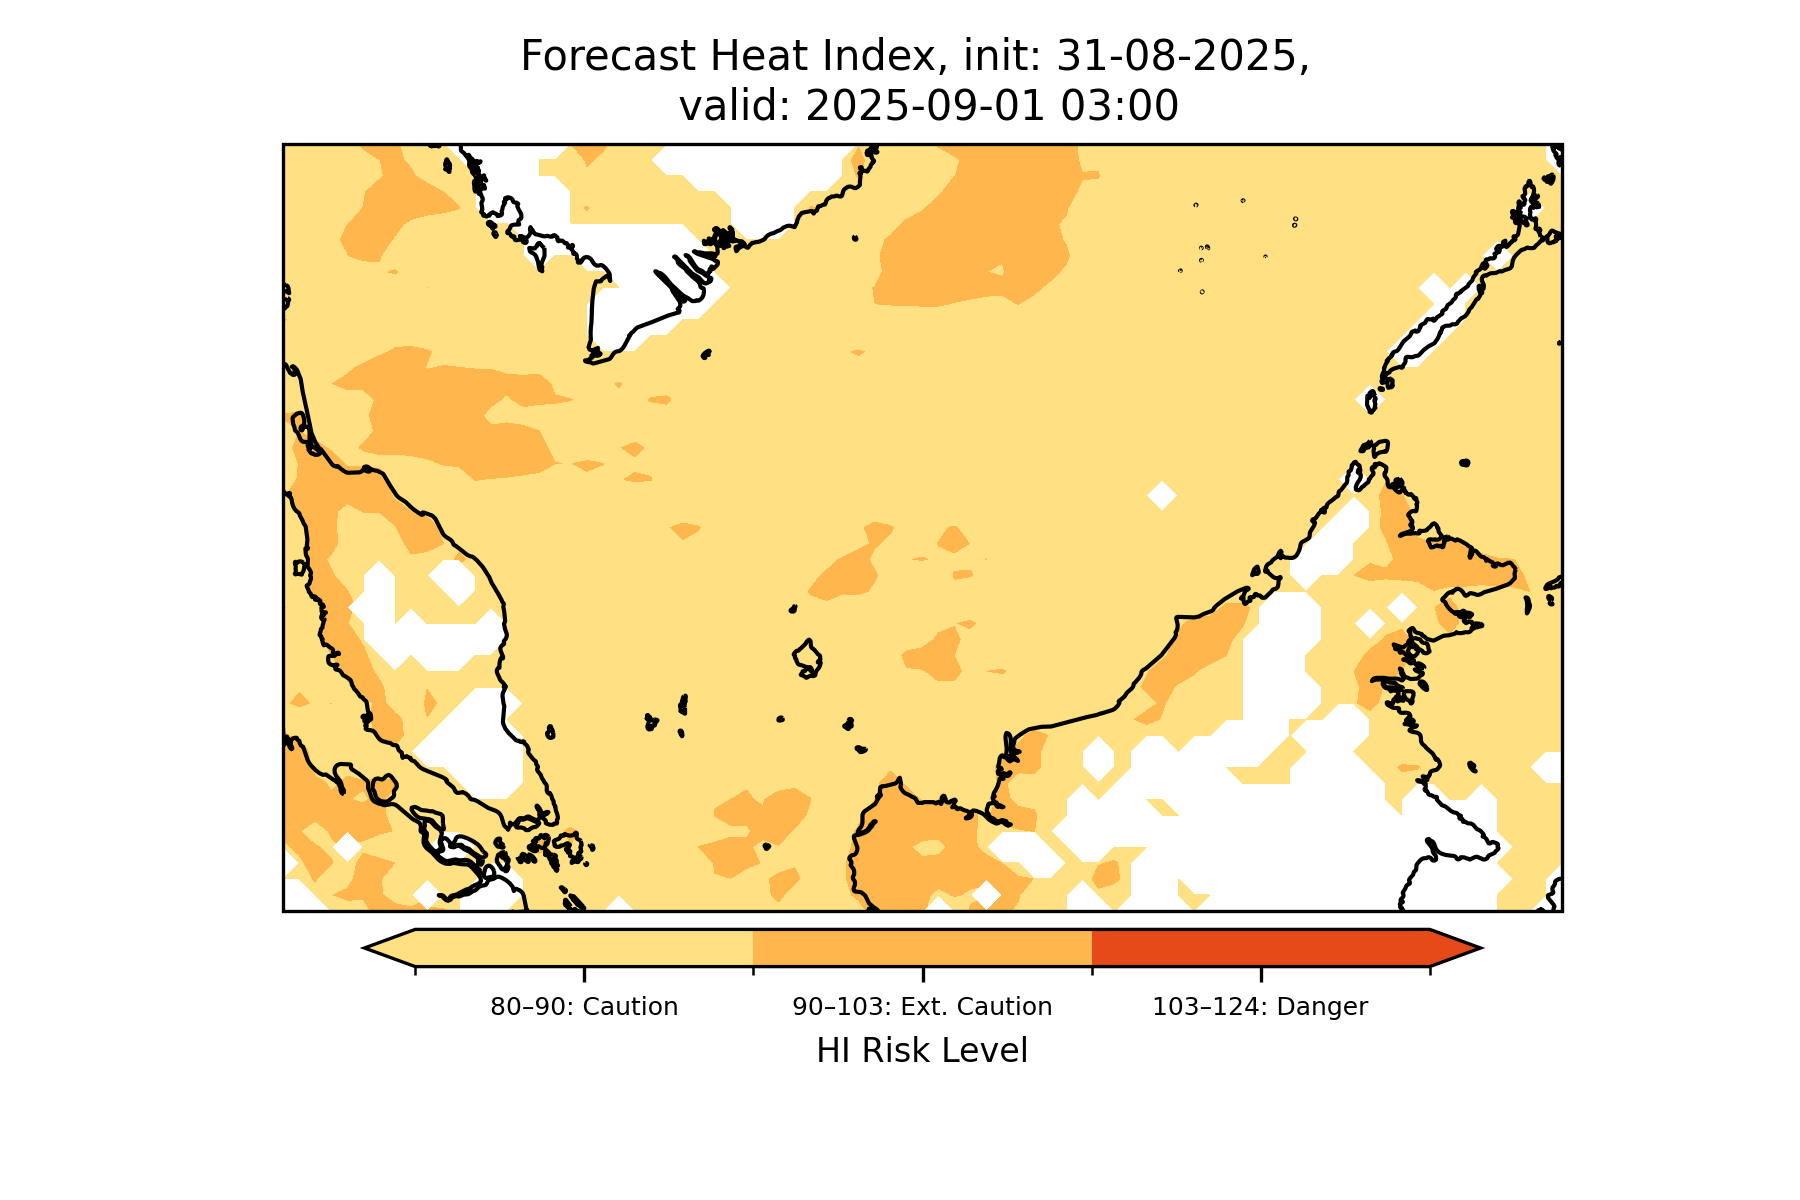 Forecast Heat Index, init: 31-08-2025,
valid: 2025-09-01 03:00
80–90: Caution
90–103: Ext. Caution
103–124: Danger
HI Risk Level